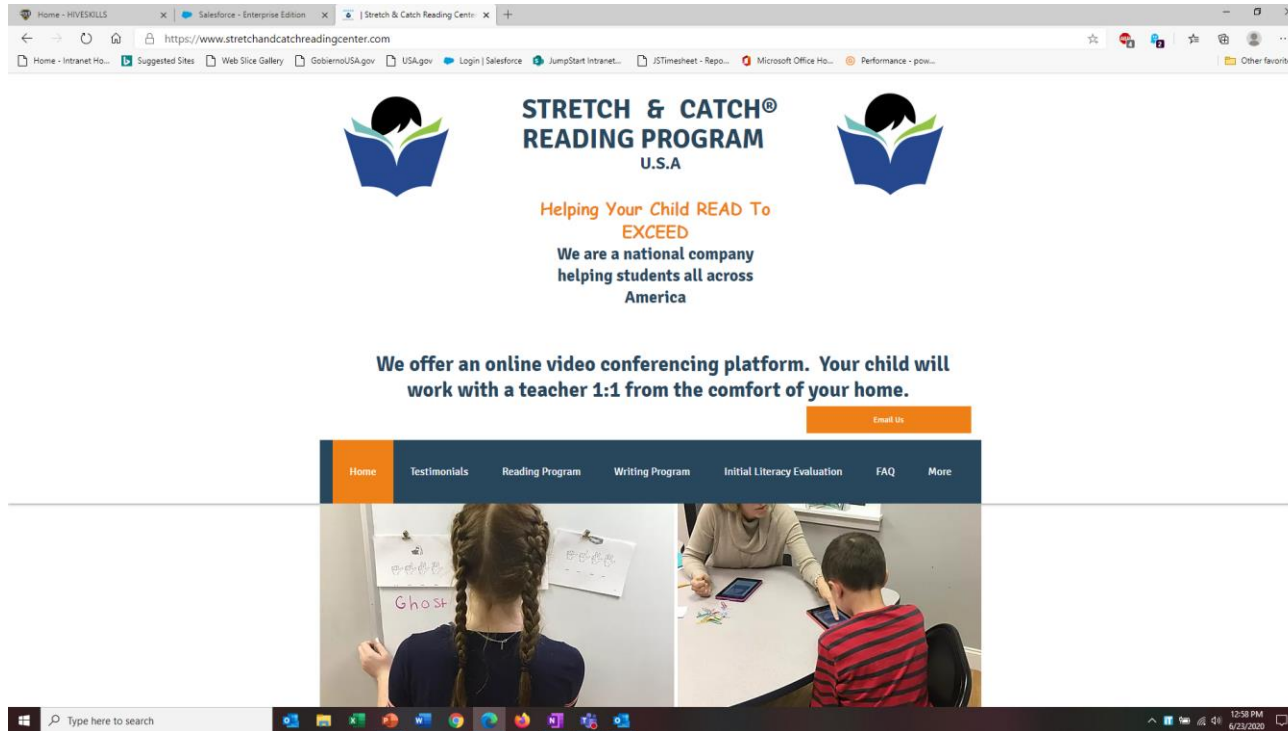 Home - HIVESKILLS
Salesforce - Enterprise Edition
| Stretch & Catch Reading Cente
https://www.stretchandcatchreadingcenter.com
Home - Intranet Ho...
Suggested Sites
Web Slice Gallery
GobiernoUSA.gov
USA.gov
Login | Salesforce
JumpStart Intranet...
JSTimesheet - Repo...
Microsoft Office Ho...
Performance - pow...
Other favorite
STRETCH & CATCH®
READING PROGRAM
U.S.A
Helping Your Child READ To
EXCEED
We are a national company
helping students all across
America
We offer an online video conferencing platform. Your child will
work with a teacher 1:1 from the comfort of your home.
Email Us
Home
Testimonials
Reading Program
Writing Program
Initial Literacy Evaluation
FAQ
More
Ghost
Type here to search
12:58 PM
6/23/2020